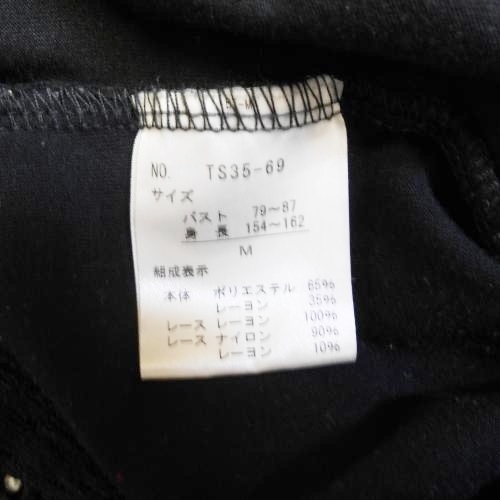 NO. TS35-69
サイズ
バスト 79～87
身長 154～162
M
組成表示
本体 ポリエステル 65%
レーヨン 35%
レース レーヨン 100%
レース ナイロン 90%
レーヨン 10%